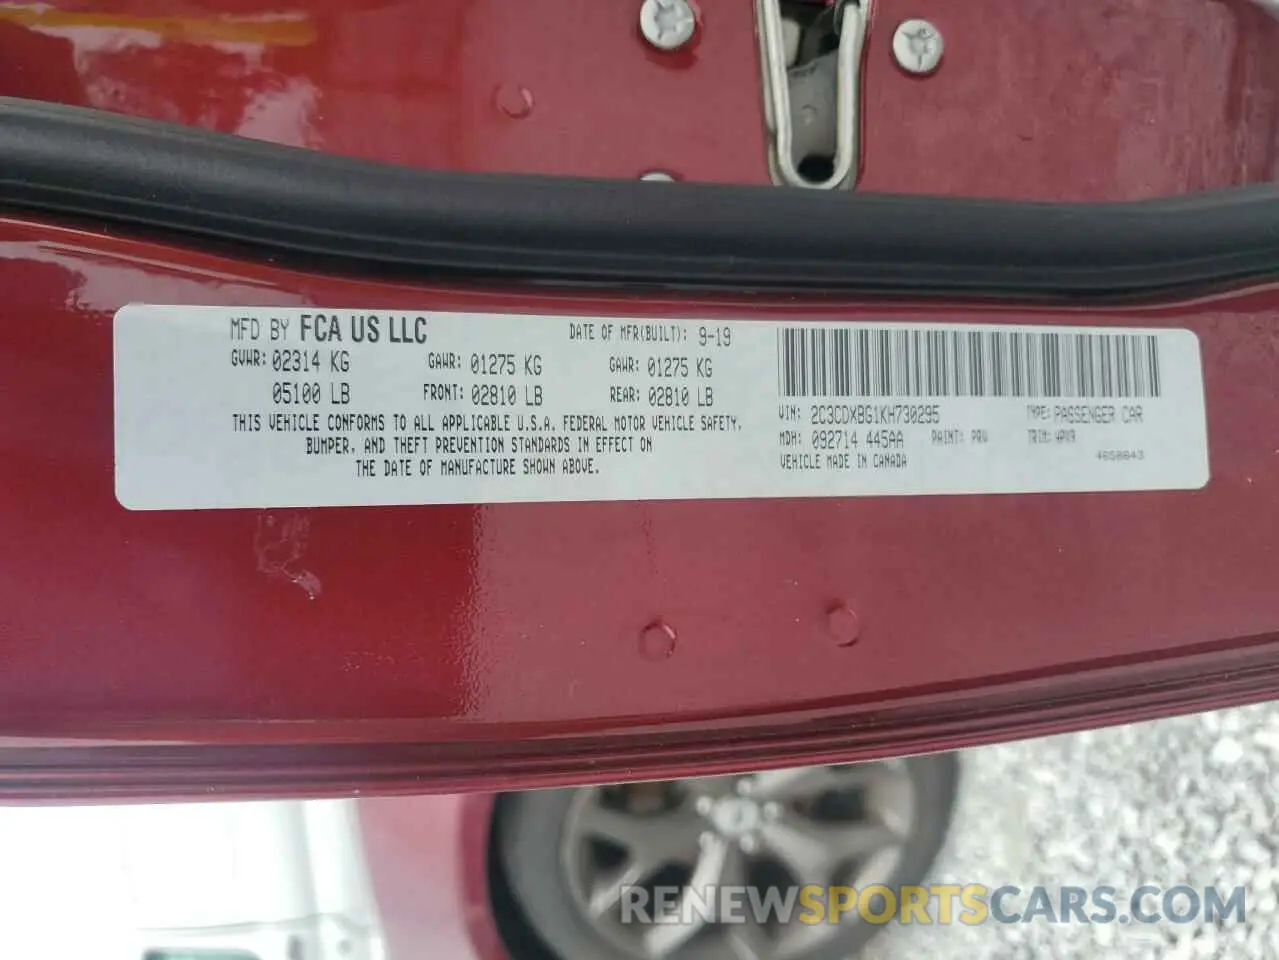 MFD BY FCA US LLC DATE OF MFR(BUILT): 9-19
GVWR: 02314 KG GAWR: 01275 KG GAWR: 01275 KG
05100 LB FRONT: 02810 LB REAR: 02810 LB
THIS VEHICLE CONFORMS TO ALL APPLICABLE U.S.A. FEDERAL MOTOR VEHICLE SAFETY,
BUMPER, AND THEFT PREVENTION STANDARDS IN EFFECT ON
THE DATE OF MANUFACTURE SHOWN ABOVE.
VIN: 2C3CDXBG1KH730295 TYPE: PASSENGER CAR
MDH: 092714 445AA PAINT: PRV TRIM:
VEHICLE MADE IN CANADA 4658843
RENEWSPORTSCARS.COM